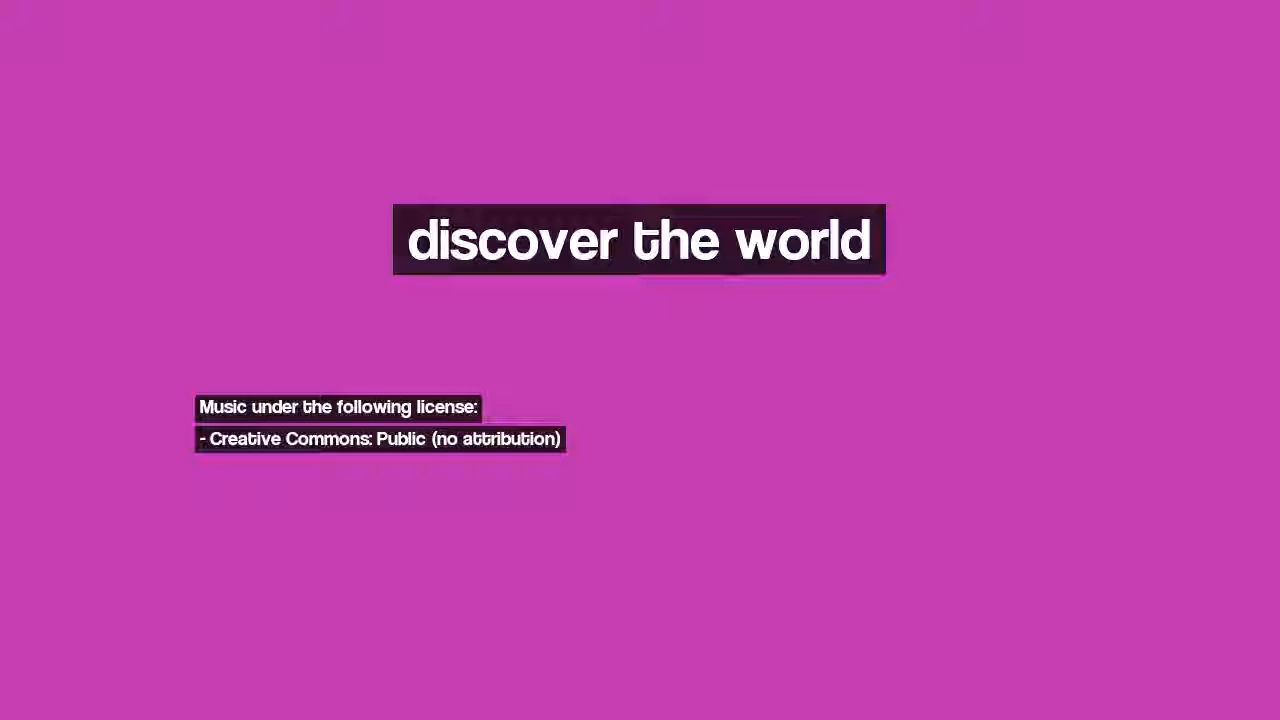 discover the world
Music under the following license:
- Creative Commons: Public (no attribution)